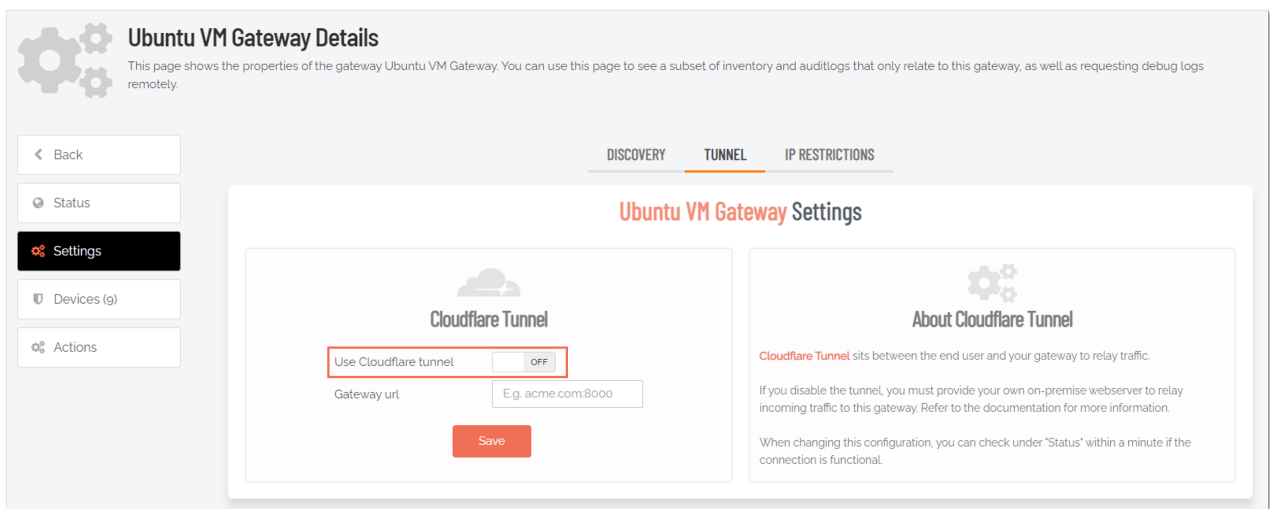 Ubuntu VM Gateway Details
This page shows the properties of the gateway Ubuntu VM Gateway. You can use this page to see a subset of inventory and auditlogs that only relate to this gateway, as well as requesting debug logs
remotely.
Back
Status
Settings
Devices (9)
Actions
DISCOVERY TUNNEL IP RESTRICTIONS
Ubuntu VM Gateway Settings
Cloudflare Tunnel
Use Cloudflare tunnel OFF
Gateway url E.g. acme.com:8000
Save
About Cloudflare Tunnel
Cloudflare Tunnel sits between the end user and your gateway to relay traffic.
If you disable the tunnel, you must provide your own on-premise webserver to relay
incoming traffic to this gateway. Refer to the documentation for more information.
When changing this configuration, you can check under "Status" within a minute if the
connection is functional.